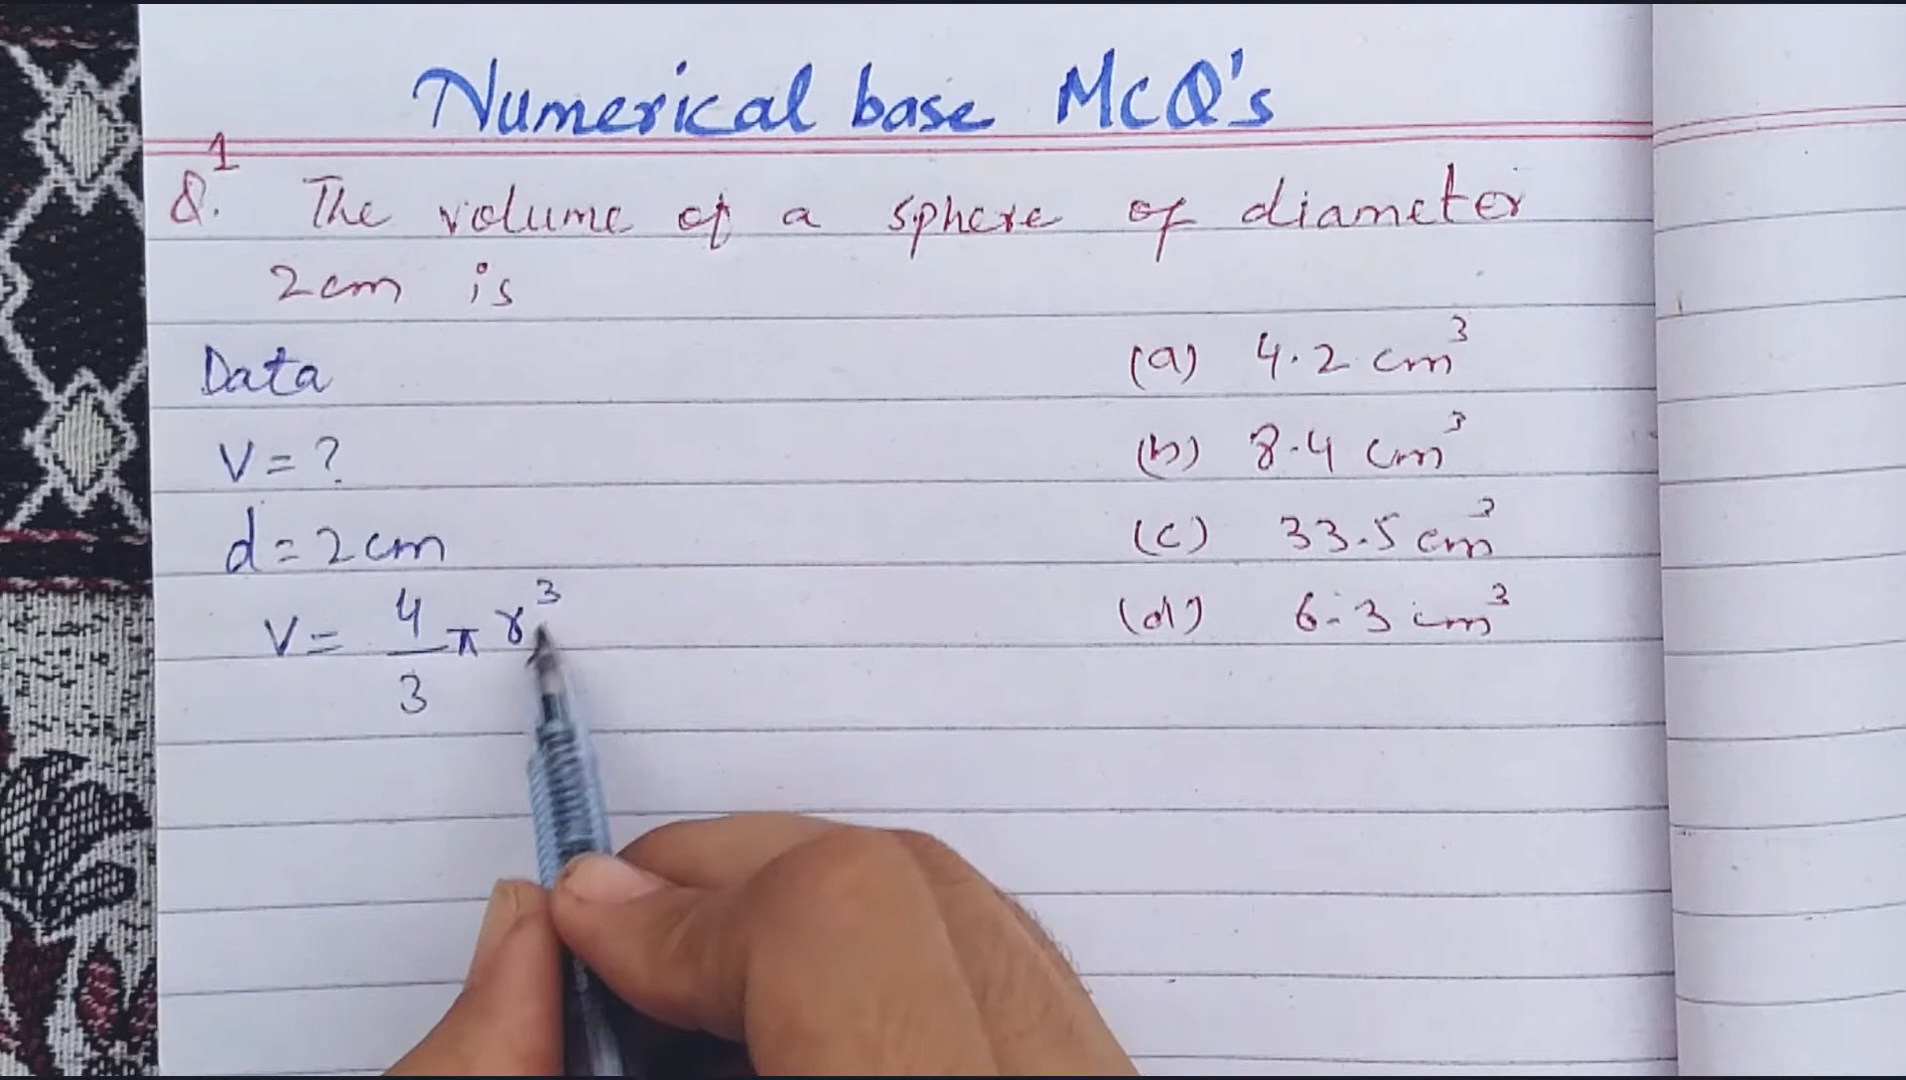 Numerical base McQ's
Q.1 The volume of a sphere of diameter
2cm is
Data
(a) 4.2 cm³
V = ?
(b) 8.4 cm³
d = 2cm
(c) 33.5 cm³
V = 4/3 π r³
(d) 6.3 cm³